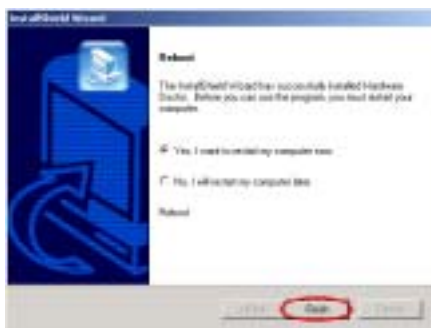 InstallShield Wizard
Reboot
The InstallShield Wizard has successfully installed Hardware
Doctor. Before you can use the program, you must restart your
computer.
Yes, I want to restart my computer now.
No, I will restart my computer later.
Reboot
Finish